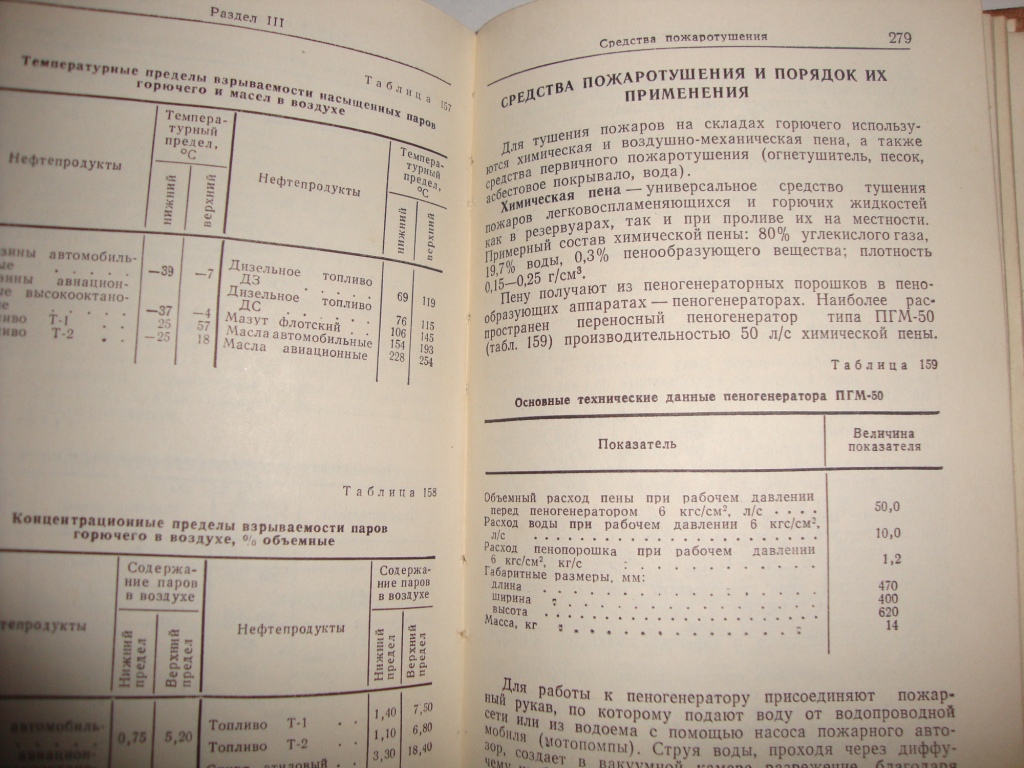 Раздел III
Таблица 157
Температурные пределы взрываемости насыщенных паров
горючего и масел в воздухе
Нефтепродукты
Темпера-
турный
предел,
°С
нижний
верхний
Нефтепродукты
Темпера-
турный
предел,
°С
нижний
верхний
автомобиль-
. . . . . —39 —7
авиацион-
высокооктано-
. . . . . —37 —4
Т-1 . . 25 57
Т-2 . . —25 18
Дизельное топливо
ДЗ . . . . . 69 119
Дизельное топливо
ДС . . . . . 76 115
Мазут флотский . . 106 145
Масла автомобильные 154 193
Масла авиационные 228 254
Таблица 158
Концентрационные пределы взрываемости паров
горючего в воздухе, % объемные
Содержа-
ние паров
в воздухе
Нижний предел
Верхний предел
Нефтепродукты
Содержа-
ние паров
в воздухе
Нижний предел
Верхний предел
автомобиль-
. . . . . 0,75 5,20
Топливо Т-1 . . 1,40 7,50
Топливо Т-2 . . 1,10 6,80
3,30 18,40
Средства пожаротушения 279
СРЕДСТВА ПОЖАРОТУШЕНИЯ И ПОРЯДОК ИХ
ПРИМЕНЕНИЯ
Для тушения пожаров на складах горючего использу-
ются химическая и воздушно-механическая пена, а также
средства первичного пожаротушения (огнетушитель, песок,
асбестовое покрывало, вода).
Химическая пена — универсальное средство тушения
пожаров легковоспламеняющихся и горючих жидкостей
как в резервуарах, так и при проливе их на местности.
Примерный состав химической пены: 80% углекислого газа,
19,7% воды, 0,3% пенообразующего вещества; плотность
0,15—0,25 г/см³.
Пену получают из пеногенераторных порошков в пено-
образующих аппаратах — пеногенераторах. Наиболее рас-
пространен переносный пеногенератор типа ПГМ-50
(табл. 159) производительностью 50 л/с химической пены.
Таблица 159
Основные технические данные пеногенератора ПГМ-50
Показатель
Величина
показателя
Объемный расход пены при рабочем давлении
перед пеногенератором 6 кгс/см², л/с . . . . 50,0
Расход воды при рабочем давлении 6 кгс/см²,
л/с . . . . . . . . . . 10,0
Расход пенопорошка при рабочем давлении
6 кгс/см², кг/с . . . . . . . . 1,2
Габаритные размеры, мм:
длина . . . . . . . . . . 470
ширина . . . . . . . . . . 400
высота . . . . . . . . . . 620
Масса, кг . . . . . . . . . . 14
Для работы к пеногенератору присоединяют пожар-
ный рукав, по которому подают воду от водопроводной
сети или из водоема с помощью насоса пожарного авто-
мобиля (мотопомпы). Струя воды, проходя через диффу-
зор, создает в вакуумной камере разрежение, благодаря